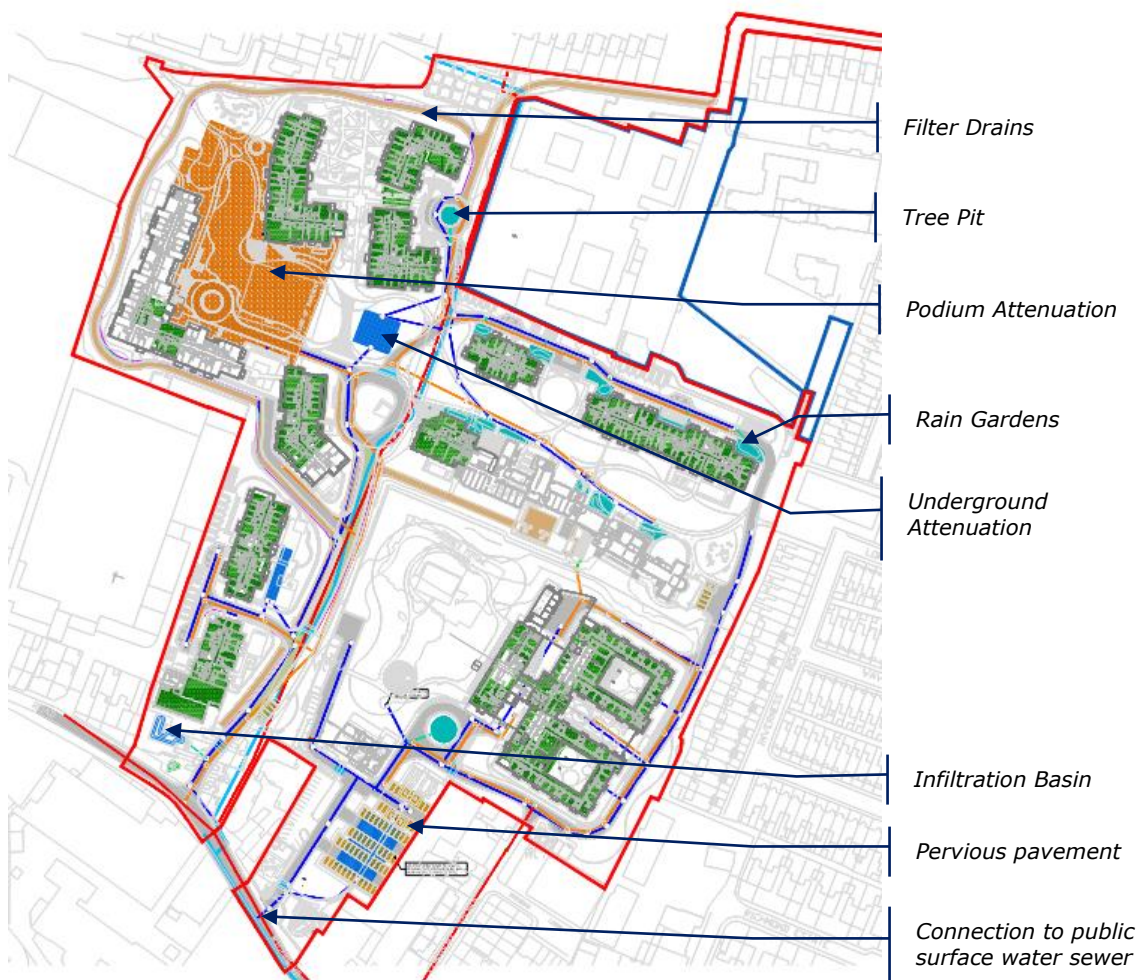 Filter Drains
Tree Pit
Podium Attenuation
Rain Gardens
Underground
Attenuation
Infiltration Basin
Pervious pavement
Connection to public
surface water sewer